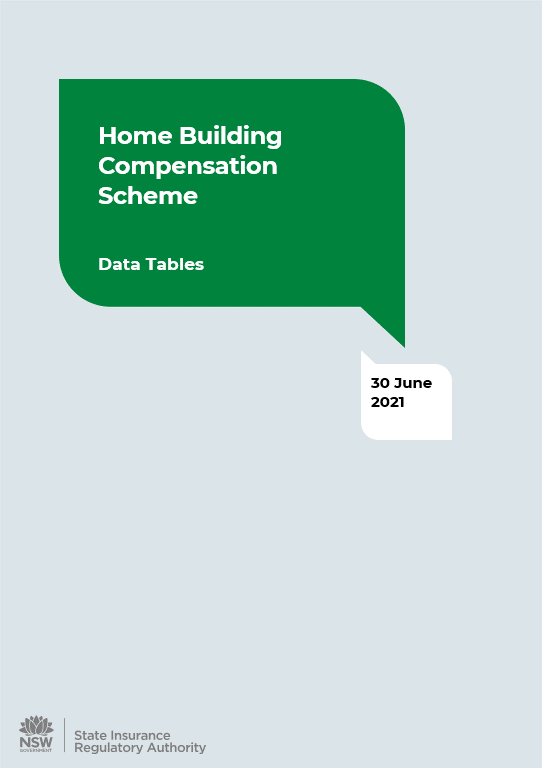 Home Building
Compensation
Scheme
Data Tables
30 June
2021
NSW
GOVERNMENT
State Insurance
Regulatory Authority